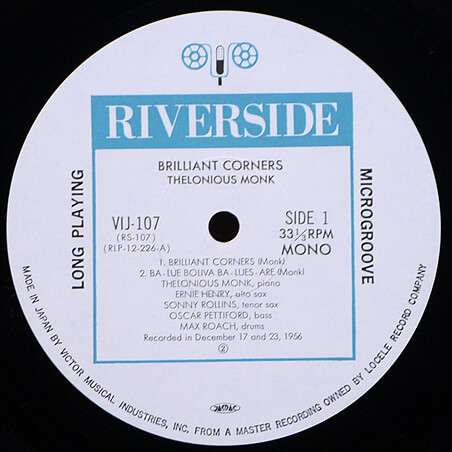 RIVERSIDE
BRILLIANT CORNERS
THELONIOUS MONK
LONG PLAYING
MICROGROOVE
VIJ-107
(RS-107)
(RLP-12-226-A)
SIDE 1
33 1/3 RPM
MONO
1. BRILLIANT CORNERS (Monk)
2. BA-LUE BOLIVA BA-LUES-ARE (Monk)
THELONIOUS MONK, piano
ERNIE HENRY, alto sax
SONNY ROLLINS, tenor sax
OSCAR PETTIFORD, bass
MAX ROACH, drums
Recorded in December 17 and 23, 1956
②
MADE IN JAPAN BY VICTOR MUSICAL INDUSTRIES, INC. FROM A MASTER RECORDING OWNED BY LOCELE RECORD COMPANY